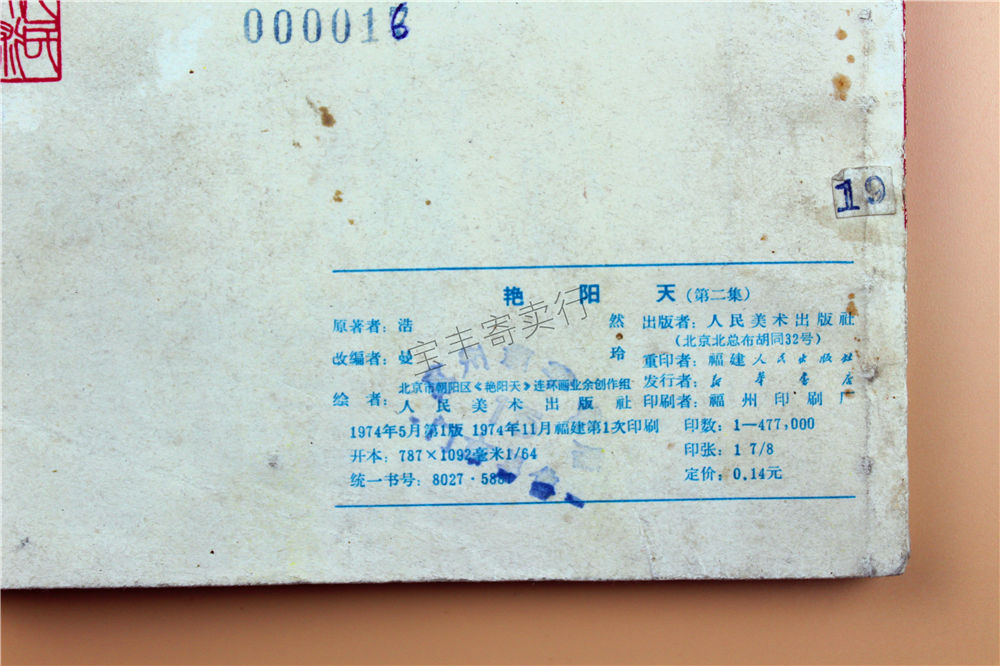 000016
19
艳 阳 天(第二集)
原著者: 浩 然
改编者: 曼 玲
绘 者: 北京市朝阳区《艳阳天》连环画业余创作组
人 民 美 术 出 版 社
出版者: 人民美术出版社
(北京北总布胡同32号)
重印者: 福建人民出版社
发行者: 新 华 书 店
印刷者: 福州印刷厂
1974年5月第1版 1974年11月福建第1次印刷 印数: 1—477,000
开本: 787×1092毫米1/64 印张: 1 7/8
统一书号: 8027·588 定价: 0.14元
宝丰寄卖行